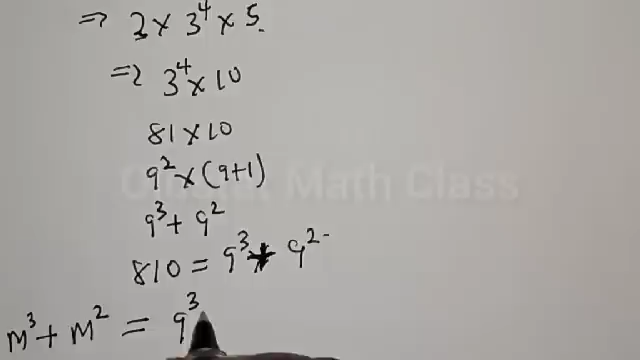 ⇒ 2 × 3⁴ × 5.
⇒ 3⁴ × 10
81 × 10
9² × (9+1)
9³ + 9²
810 = 9³ + 9²
m³ + m² = 9³